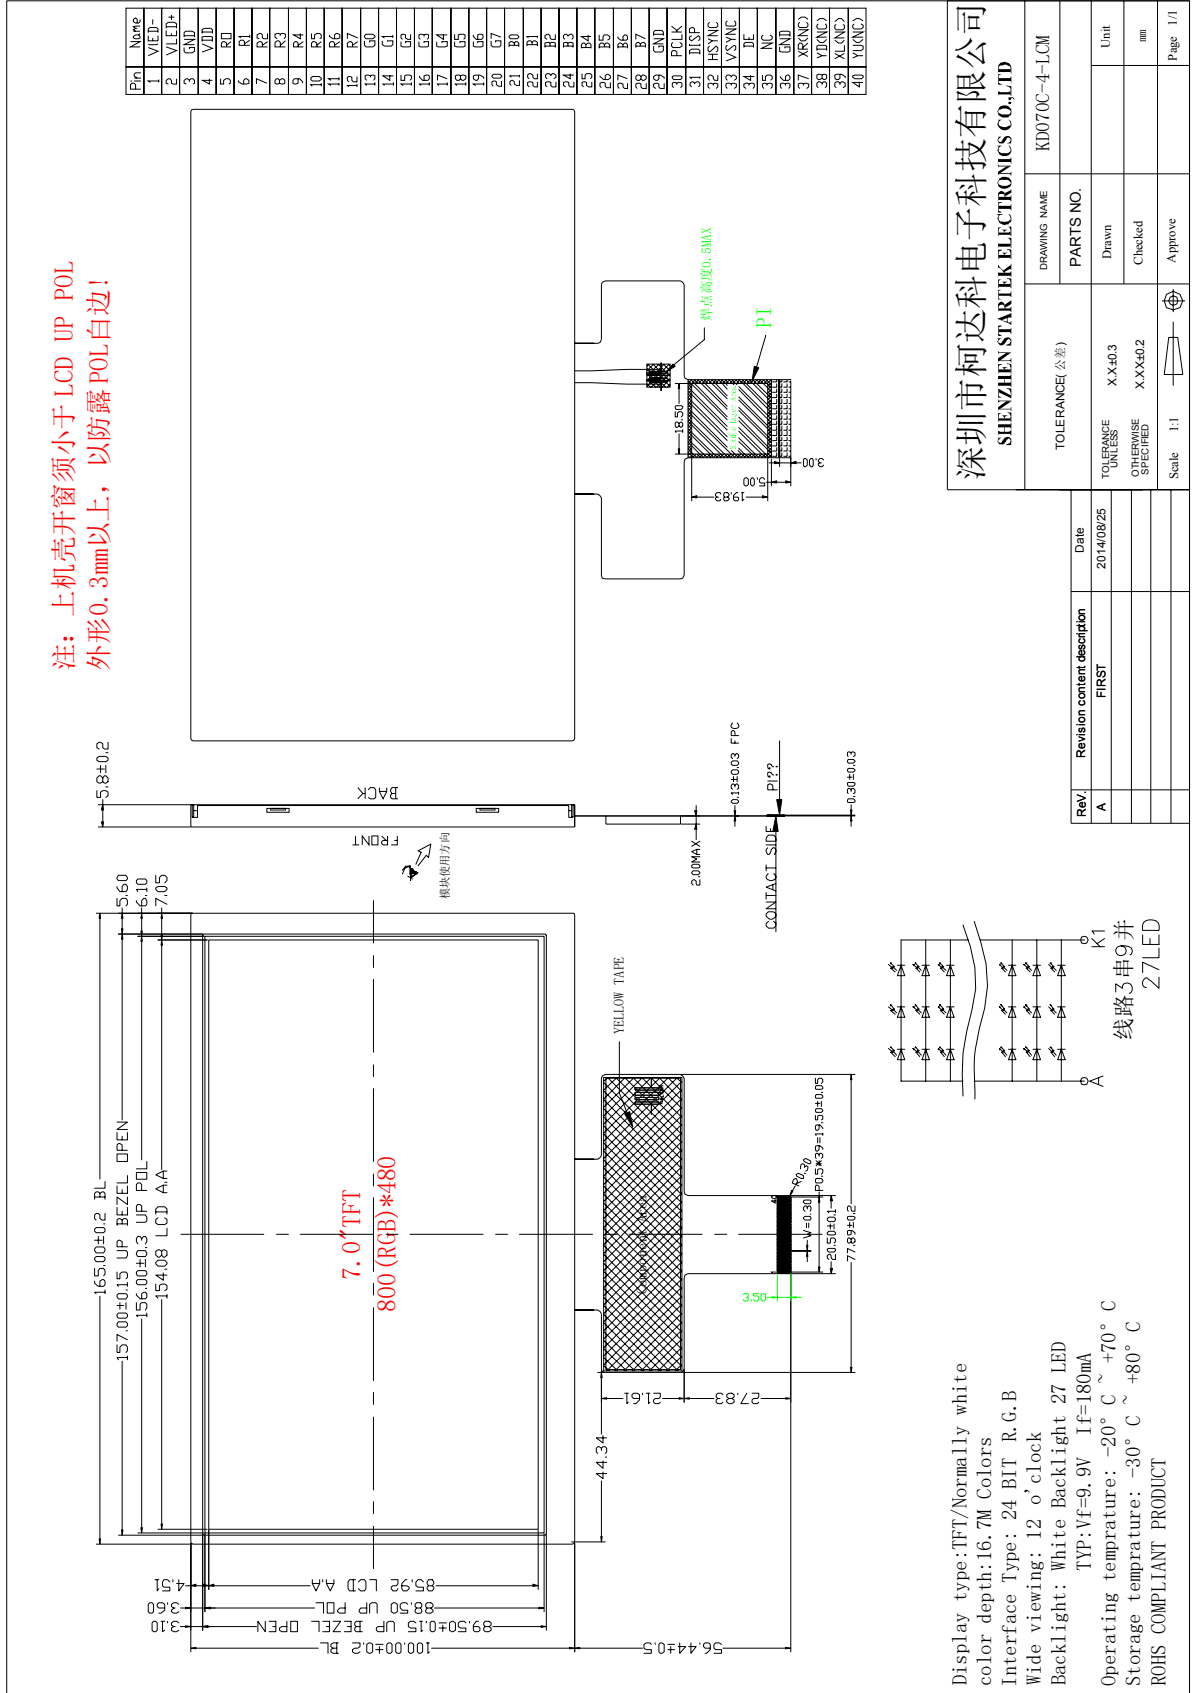 注: 上机壳开窗须小于 LCD UP POL
外形0.3mm以上, 以防露POL白边!
Pin Name
1 VLED-
2 VLED+
3 GND
4 VDD
5 R0
6 R1
7 R2
8 R3
9 R4
10 R5
11 R6
12 R7
13 G0
14 G1
15 G2
16 G3
17 G4
18 G5
19 G6
20 G7
21 B0
22 B1
23 B2
24 B3
25 B4
26 B5
27 B6
28 B7
29 GND
30 PCLK
31 DISP
32 HSYNC
33 VSYNC
34 DE
35 NC
36 GND
37 XR(NC)
38 YD(NC)
39 XL(NC)
40 YU(NC)
165.00±0.2 BL
157.00±0.15 UP BEZEL OPEN
156.00±0.3 UP POL
154.08 LCD A.A
5.60
6.10
7.05
4.51
3.60
3.10
85.92 LCD A.A
88.50 UP POL
89.50±0.15 UP BEZEL OPEN
100.00±0.2 BL
56.44±0.5
7.0"TFT
800(RGB)*480
44.34
21.61
27.83
YELLOW TAPE
40
R0.30
P0.5*39=19.50±0.05
W=0.30
20.50±0.1
77.89±0.2
3.50
5.8±0.2
BACK
FRONT
模块使用方向
2.00MAX
0.13±0.03 FPC
PI??
CONTACT SIDE
0.30±0.03
焊点高度0.5MAX
PI
18.50
19.83
5.00
3.00
A
K1
线路3串9并
27LED
Display type:TFT/Normally white
color depth:16.7M Colors
Interface Type: 24 BIT R.G.B
Wide viewing: 12 o'clock
Backlight: White Backlight 27 LED
TYP:Vf=9.9V If=180mA
Operating temprature: -20° C ~ +70° C
Storage temprature: -30° C ~ +80° C
ROHS COMPLIANT PRODUCT
Rev. Revision content description Date
A FIRST 2014/08/25
深圳市柯达科电子科技有限公司
SHENZHEN STARTEK ELECTRONICS CO.,LTD
TOLERANCE(公差)
DRAWING NAME KD070C-4-LCM
PARTS NO.
TOLERANCE UNLESS X.X±0.3
OTHERWISE SPECIFIED X.XX±0.2
Drawn Unit
Checked mm
Scale 1:1 Approve Page 1/1